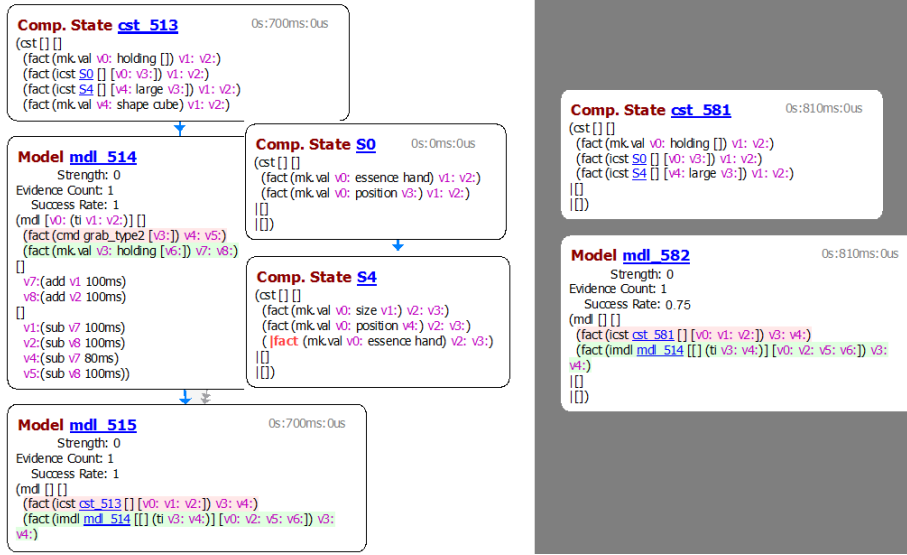 Comp. State cst_513 0s:700ms:0us
(cst [] []
(fact (mk.val v0: holding []) v1: v2:)
(fact (icst S0 [] [v0: v3:]) v1: v2:)
(fact (icst S4 [] [v4: large v3:]) v1: v2:)
(fact (mk.val v4: shape cube) v1: v2:)
Model mdl_514
Strength: 0
Evidence Count: 1
Success Rate: 1
(mdl [v0: (ti v1: v2:)] []
(fact (cmd grab_type2 [v3:]) v4: v5:)
(fact (mk.val v3: holding [v6:]) v7: v8:)
[]
v7:(add v1 100ms)
v8:(add v2 100ms)
[]
v1:(sub v7 100ms)
v2:(sub v8 100ms)
v4:(sub v7 80ms)
v5:(sub v8 100ms))
Comp. State S0 0s:0ms:0us
(cst [] []
(fact (mk.val v0: essence hand) v1: v2:)
(fact (mk.val v0: position v3:) v1: v2:)
|[]
|[])
Comp. State S4
(cst [] []
(fact (mk.val v0: size v1:) v2: v3:)
(fact (mk.val v0: position v4:) v2: v3:)
( |fact (mk.val v0: essence hand) v2: v3:)
|[]
|[])
Model mdl_515 0s:700ms:0us
Strength: 0
Evidence Count: 1
Success Rate: 1
(mdl [] []
(fact (icst cst_513 [] [v0: v1: v2:]) v3: v4:)
(fact (imdl mdl_514 [[] (ti v3: v4:)] [v0: v2: v5: v6:]) v3:
v4:)
Comp. State cst_581 0s:810ms:0us
(cst [] []
(fact (mk.val v0: holding []) v1: v2:)
(fact (icst S0 [] [v0: v3:]) v1: v2:)
(fact (icst S4 [] [v4: large v3:]) v1: v2:)
|[]
|[])
Model mdl_582 0s:810ms:0us
Strength: 0
Evidence Count: 1
Success Rate: 0.75
(mdl [] []
(fact (icst cst_581 [] [v0: v1: v2:]) v3: v4:)
(fact (imdl mdl_514 [[] (ti v3: v4:)] [v0: v2: v5: v6:]) v3:
v4:)
|[]
|[])